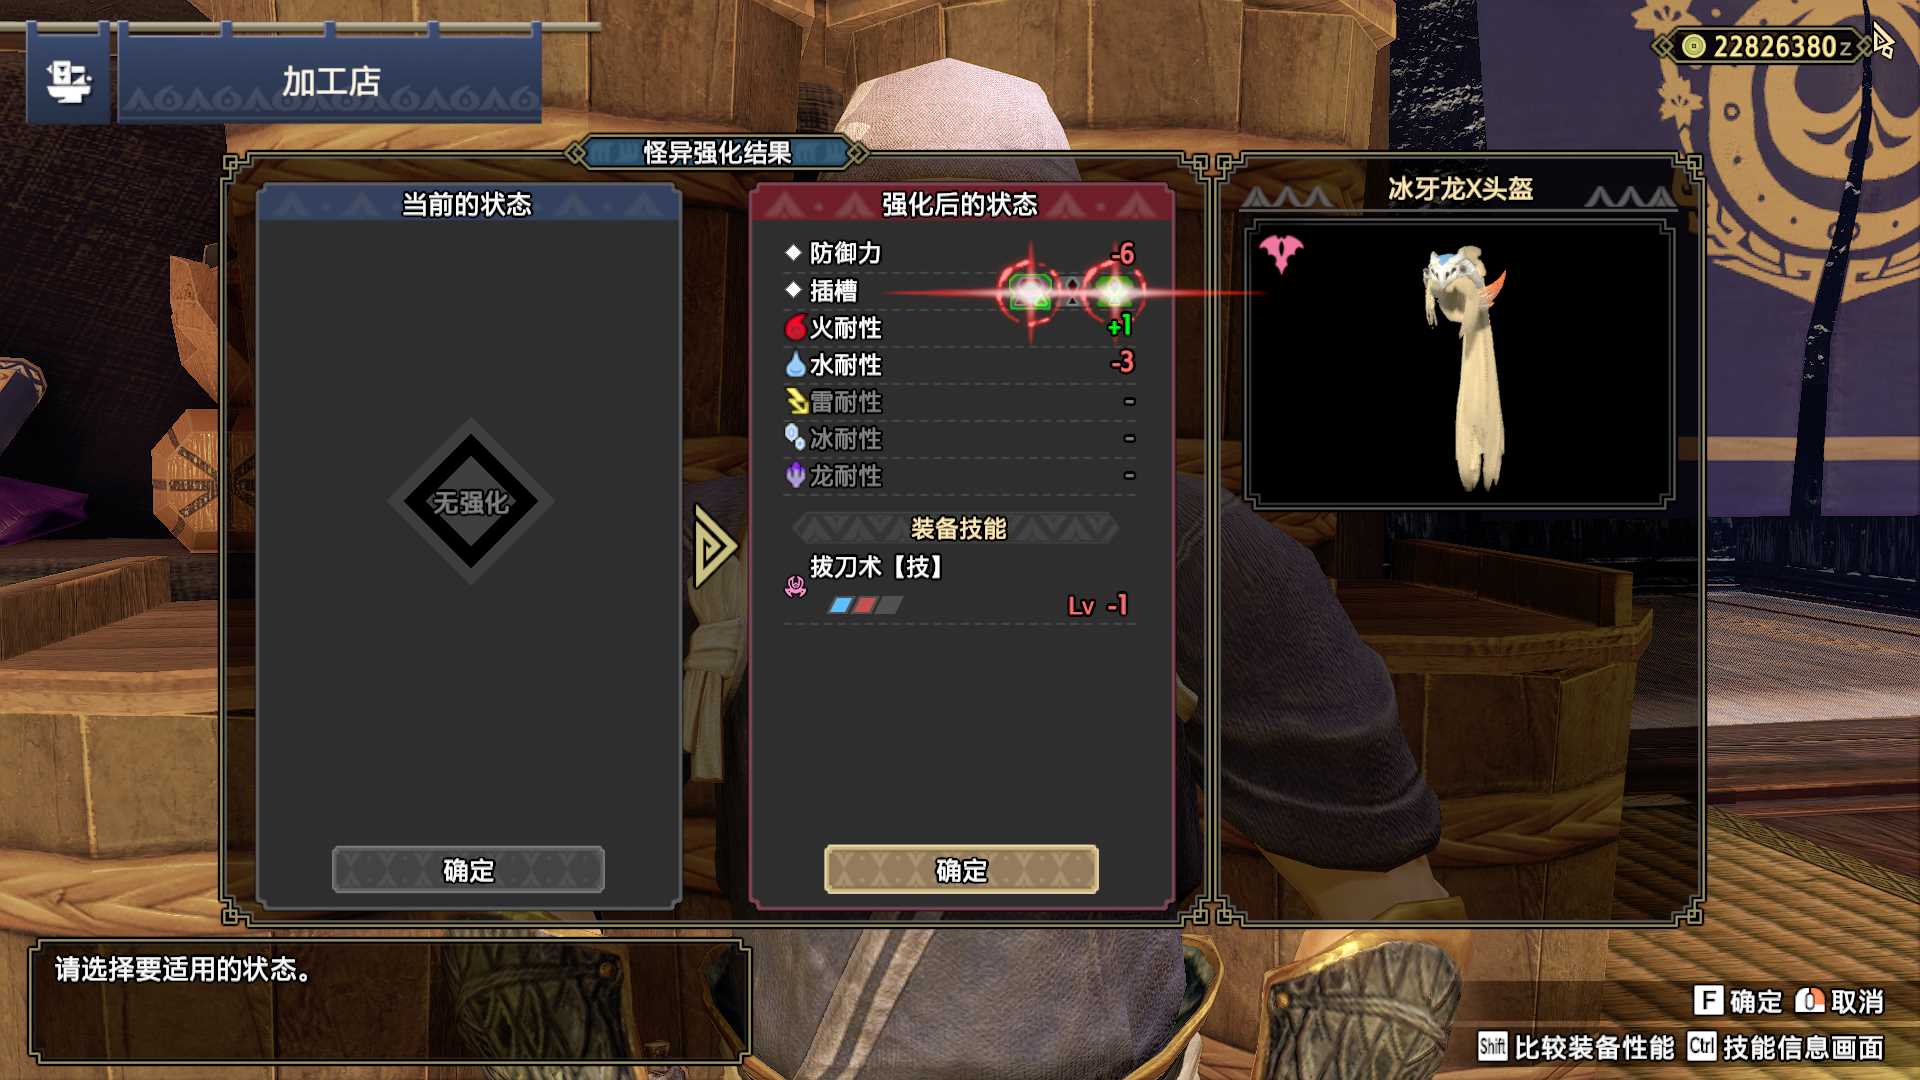 加工店
22826380z
怪异强化结果
当前的状态
无强化
确定
强化后的状态
防御力 -6
插槽
火耐性 +1
水耐性 -3
雷耐性 -
冰耐性 -
龙耐性 -
装备技能
拔刀术【技】
Lv -1
确定
冰牙龙X头盔
请选择要适用的状态。
F 确定 取消
Shift 比较装备性能 Ctrl 技能信息画面